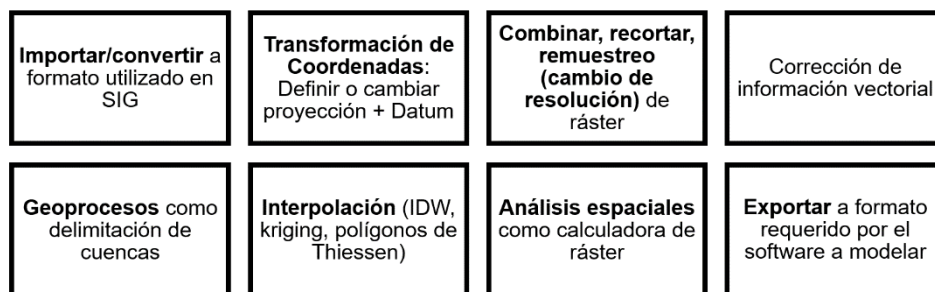 Importar/convertir a
formato utilizado en
SIG
Transformación de
Coordenadas:
Definir o cambiar
proyección + Datum
Combinar, recortar,
remuestreo
(cambio de
resolución) de
ráster
Corrección de
información vectorial
Geoprocesos como
delimitación de
cuencas
Interpolación (IDW,
kriging, polígonos de
Thiessen)
Análisis espaciales
como calculadora de
ráster
Exportar a formato
requerido por el
software a modelar